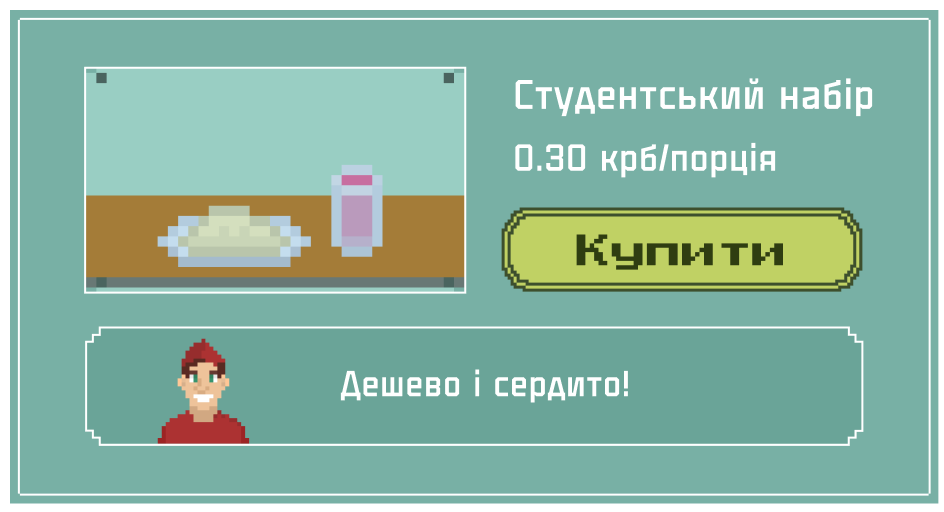 Студентський набір
0.30 крб/порція
Купити
Дешево і сердито!